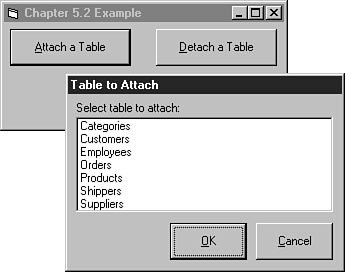 Chapter 5.2 Example
Attach a Table
Detach a Table
Table to Attach
Select table to attach:
Categories
Customers
Employees
Orders
Products
Shippers
Suppliers
OK
Cancel